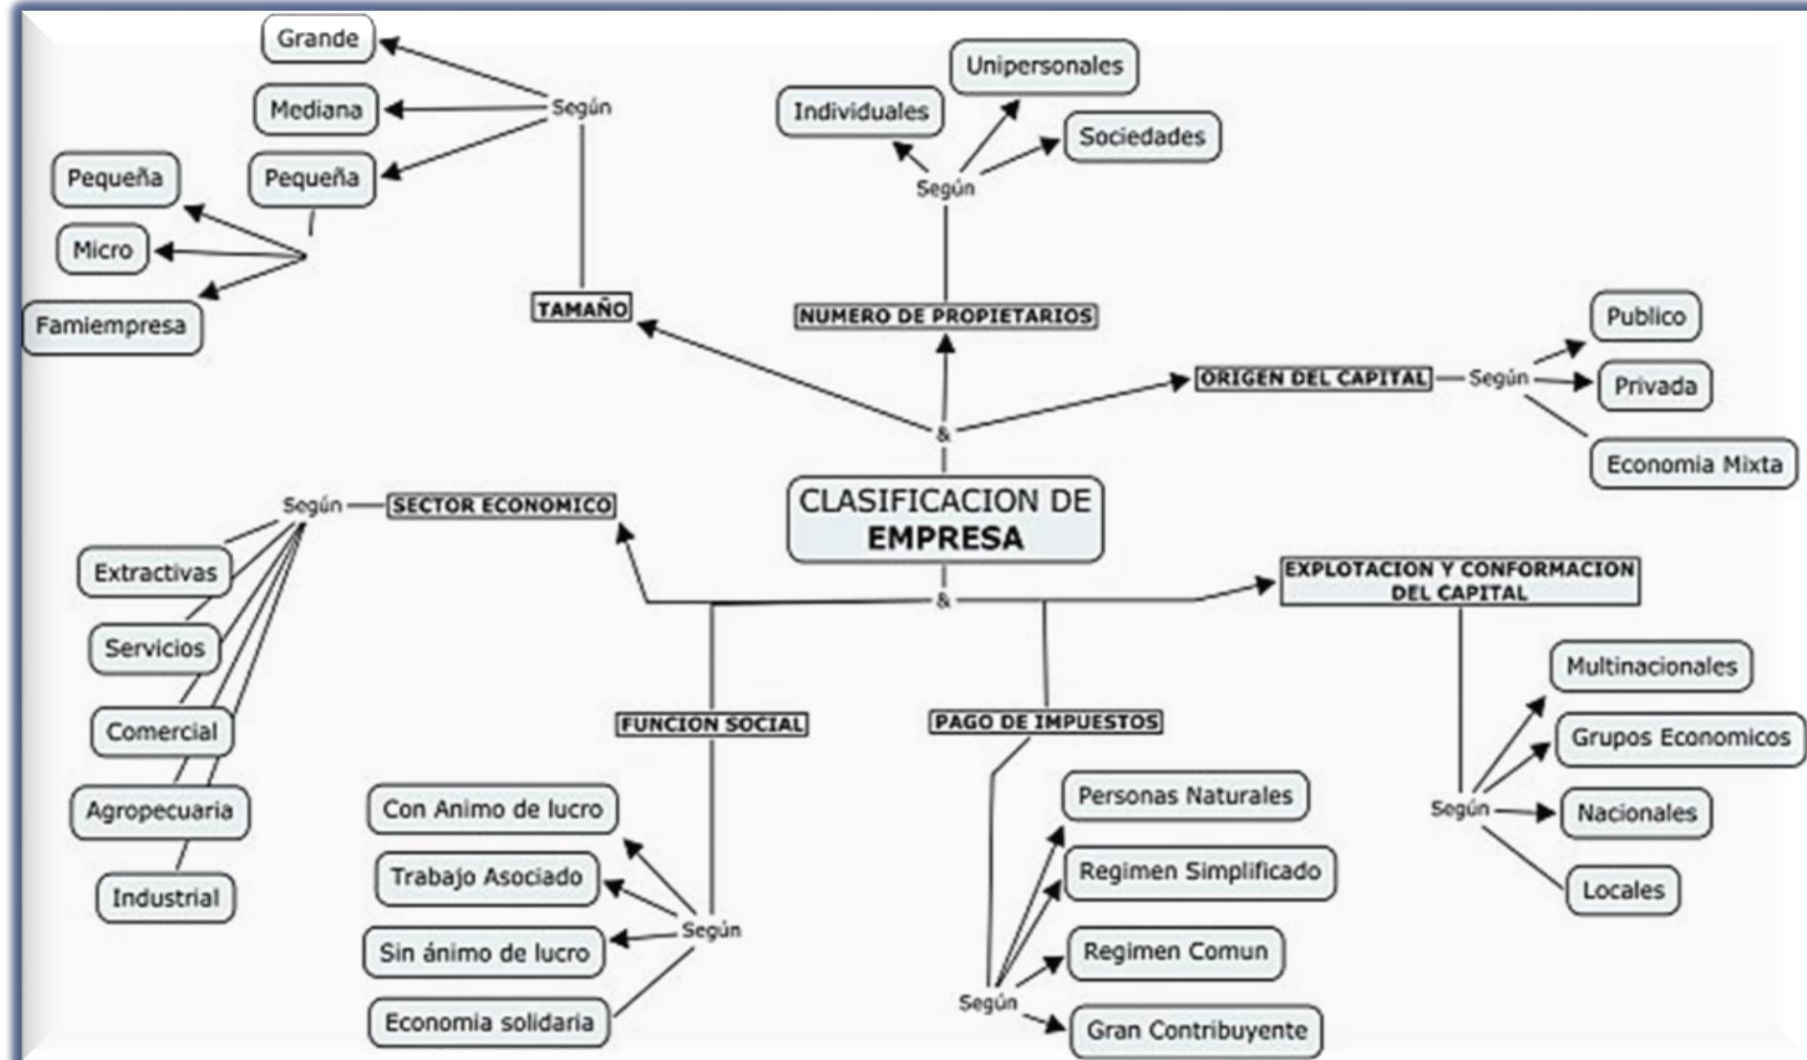 Grande
Mediana
Pequeña
Según
Pequeña
Micro
Famiempresa
TAMAÑO
Individuales
Unipersonales
Sociedades
Según
NUMERO DE PROPIETARIOS
ORIGEN DEL CAPITAL
Según
Publico
Privada
Economia Mixta
&
CLASIFICACION DE
EMPRESA
&
SECTOR ECONOMICO
Según
Extractivas
Servicios
Comercial
Agropecuaria
Industrial
FUNCION SOCIAL
Según
Con Animo de lucro
Trabajo Asociado
Sin ánimo de lucro
Economia solidaria
PAGO DE IMPUESTOS
Según
Personas Naturales
Regimen Simplificado
Regimen Comun
Gran Contribuyente
EXPLOTACION Y CONFORMACION
DEL CAPITAL
Según
Multinacionales
Grupos Economicos
Nacionales
Locales